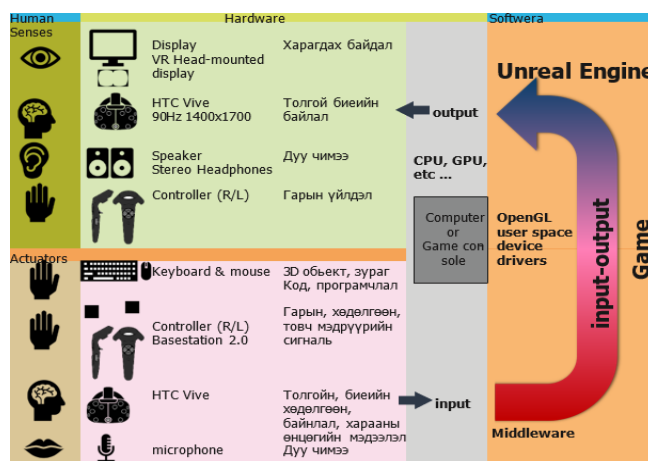 Human
Senses
Hardware
Softwera
Display
VR Head-mounted
display
Харагдах байдал
HTC Vive
90Hz 1400x1700
Толгой биеийн
байлал
output
Unreal Engine
Speaker
Stereo Headphones
Дуу чимээ
CPU, GPU,
etc ...
Controller (R/L)
Гарын үйлдэл
Computer
or
Game con
sole
OpenGL
user space
device
drivers
input-output
Game
Actuators
Keyboard & mouse
3D обьект, зураг
Код, програмчлал
Controller (R/L)
Basestation 2.0
Гарын, хөдөлгөөн,
товч мэдрүүрийн
сигналь
HTC Vive
Толгойн, биеийн
хөдөлгөөн,
байнлал, харааны
өнцөгийн мэдээлэл
input
Middleware
microphone
Дуу чимээ